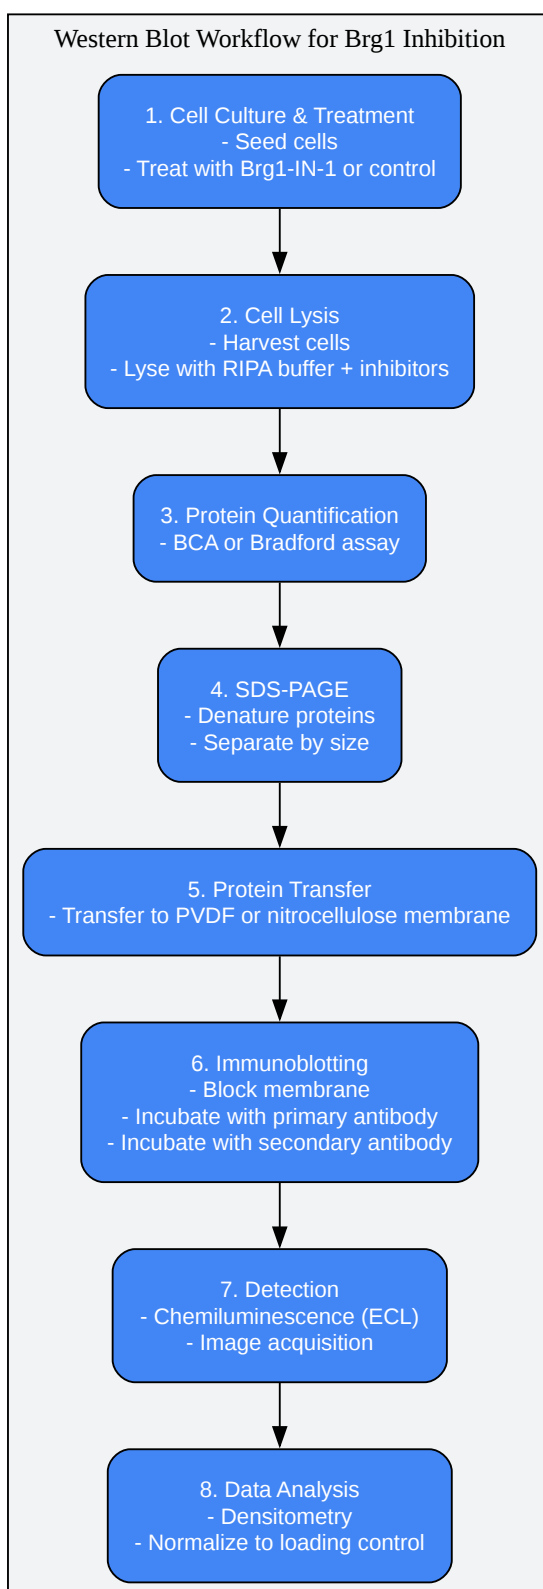 Western Blot Workflow for Brg1 Inhibition
1. Cell Culture & Treatment
- Seed cells
- Treat with Brg1-IN-1 or control
2. Cell Lysis
- Harvest cells
- Lyse with RIPA buffer + inhibitors
3. Protein Quantification
- BCA or Bradford assay
4. SDS-PAGE
- Denature proteins
- Separate by size
5. Protein Transfer
- Transfer to PVDF or nitrocellulose membrane
6. Immunoblotting
- Block membrane
- Incubate with primary antibody
- Incubate with secondary antibody
7. Detection
- Chemiluminescence (ECL)
- Image acquisition
8. Data Analysis
- Densitometry
- Normalize to loading control